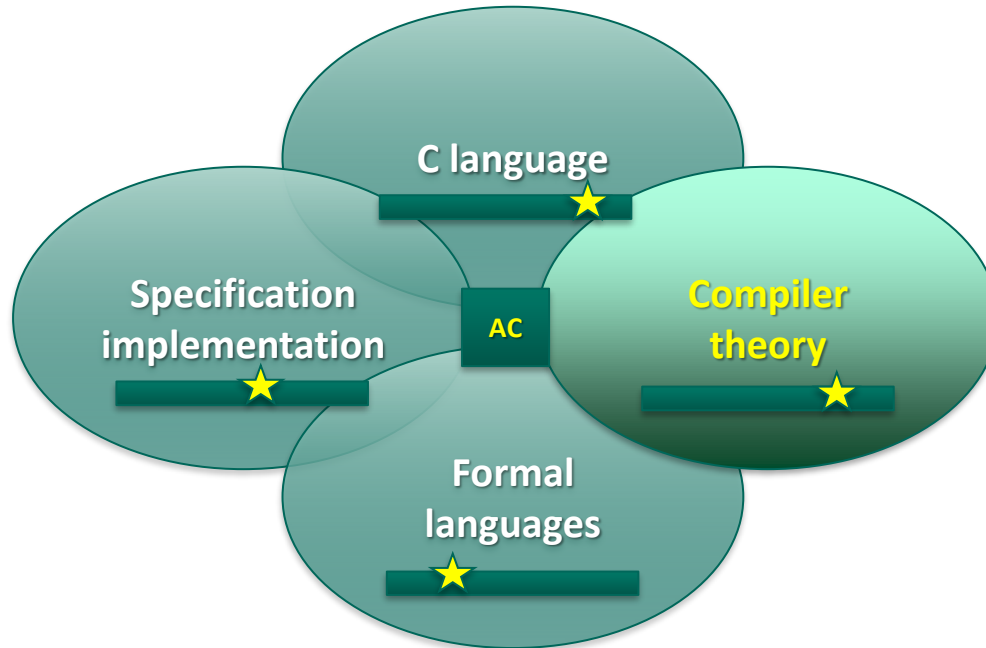 C language
Specification
implementation
AC
Compiler
theory
Formal
languages